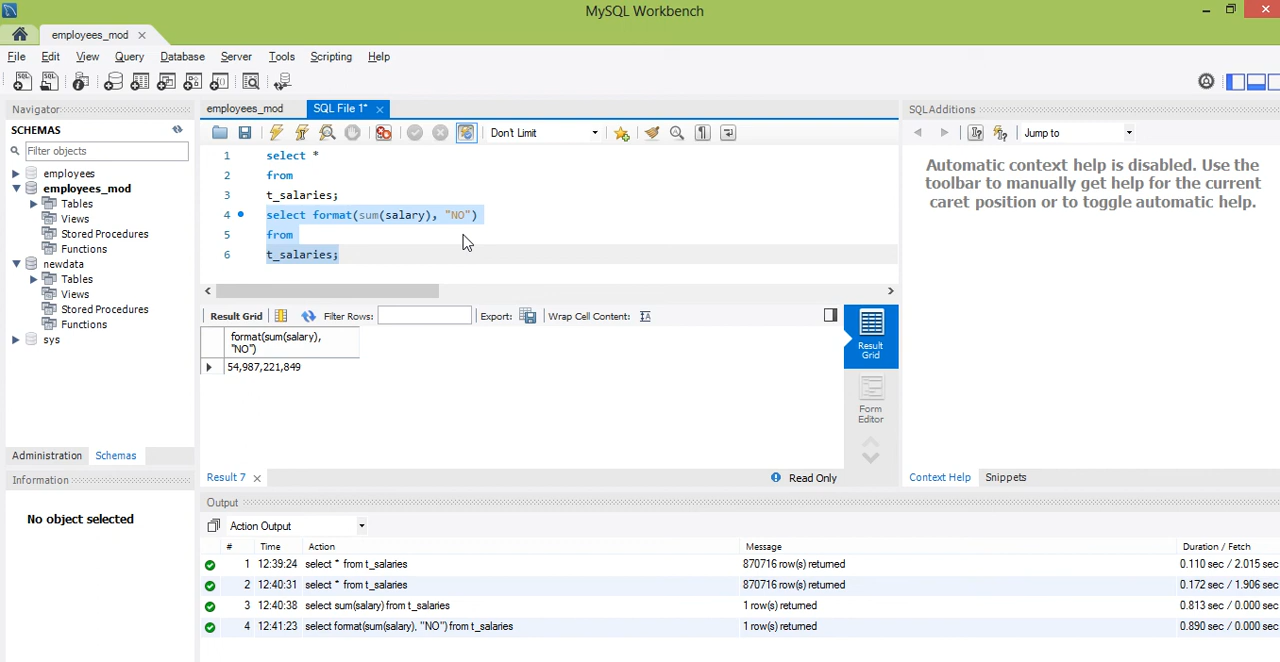 MySQL Workbench
employees_mod
File Edit View Query Database Server Tools Scripting Help
Navigator
SCHEMAS
Filter objects
employees
employees_mod
Tables
Views
Stored Procedures
Functions
newdata
Tables
Views
Stored Procedures
Functions
sys
Administration Schemas
Information
No object selected
employees_mod SQL File 1*
Don't Limit
1 select *
2 from
3 t_salaries;
4 select format(sum(salary), "NO")
5 from
6 t_salaries;
Result Grid Filter Rows: Export: Wrap Cell Content:
format(sum(salary),
"NO")
54,987,221,849
Result
Grid
Form
Editor
Result 7 Read Only
SQLAdditions
Jump to
Automatic context help is disabled. Use the
toolbar to manually get help for the current
caret position or to toggle automatic help.
Context Help Snippets
Output
Action Output
# Time Action Message Duration / Fetch
1 12:39:24 select * from t_salaries 870716 row(s) returned 0.110 sec / 2.015 sec
2 12:40:31 select * from t_salaries 870716 row(s) returned 0.172 sec / 1.906 sec
3 12:40:38 select sum(salary) from t_salaries 1 row(s) returned 0.813 sec / 0.000 sec
4 12:41:23 select format(sum(salary), "NO") from t_salaries 1 row(s) returned 0.890 sec / 0.000 sec